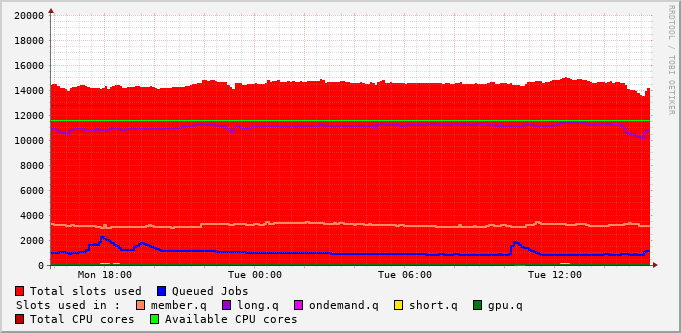 20000
18000
16000
14000
12000
10000
8000
6000
4000
2000
0
Mon 18:00 Tue 00:00 Tue 06:00 Tue 12:00
RRDTOOL / TOBI OETIKER
Total slots used Queued Jobs
Slots used in : member.q long.q ondemand.q short.q gpu.q
Total CPU cores Available CPU cores